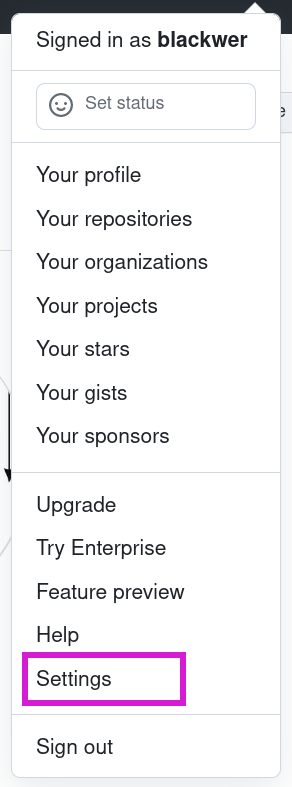 Signed in as blackwer
Set status
Your profile
Your repositories
Your organizations
Your projects
Your stars
Your gists
Your sponsors
Upgrade
Try Enterprise
Feature preview
Help
Settings
Sign out